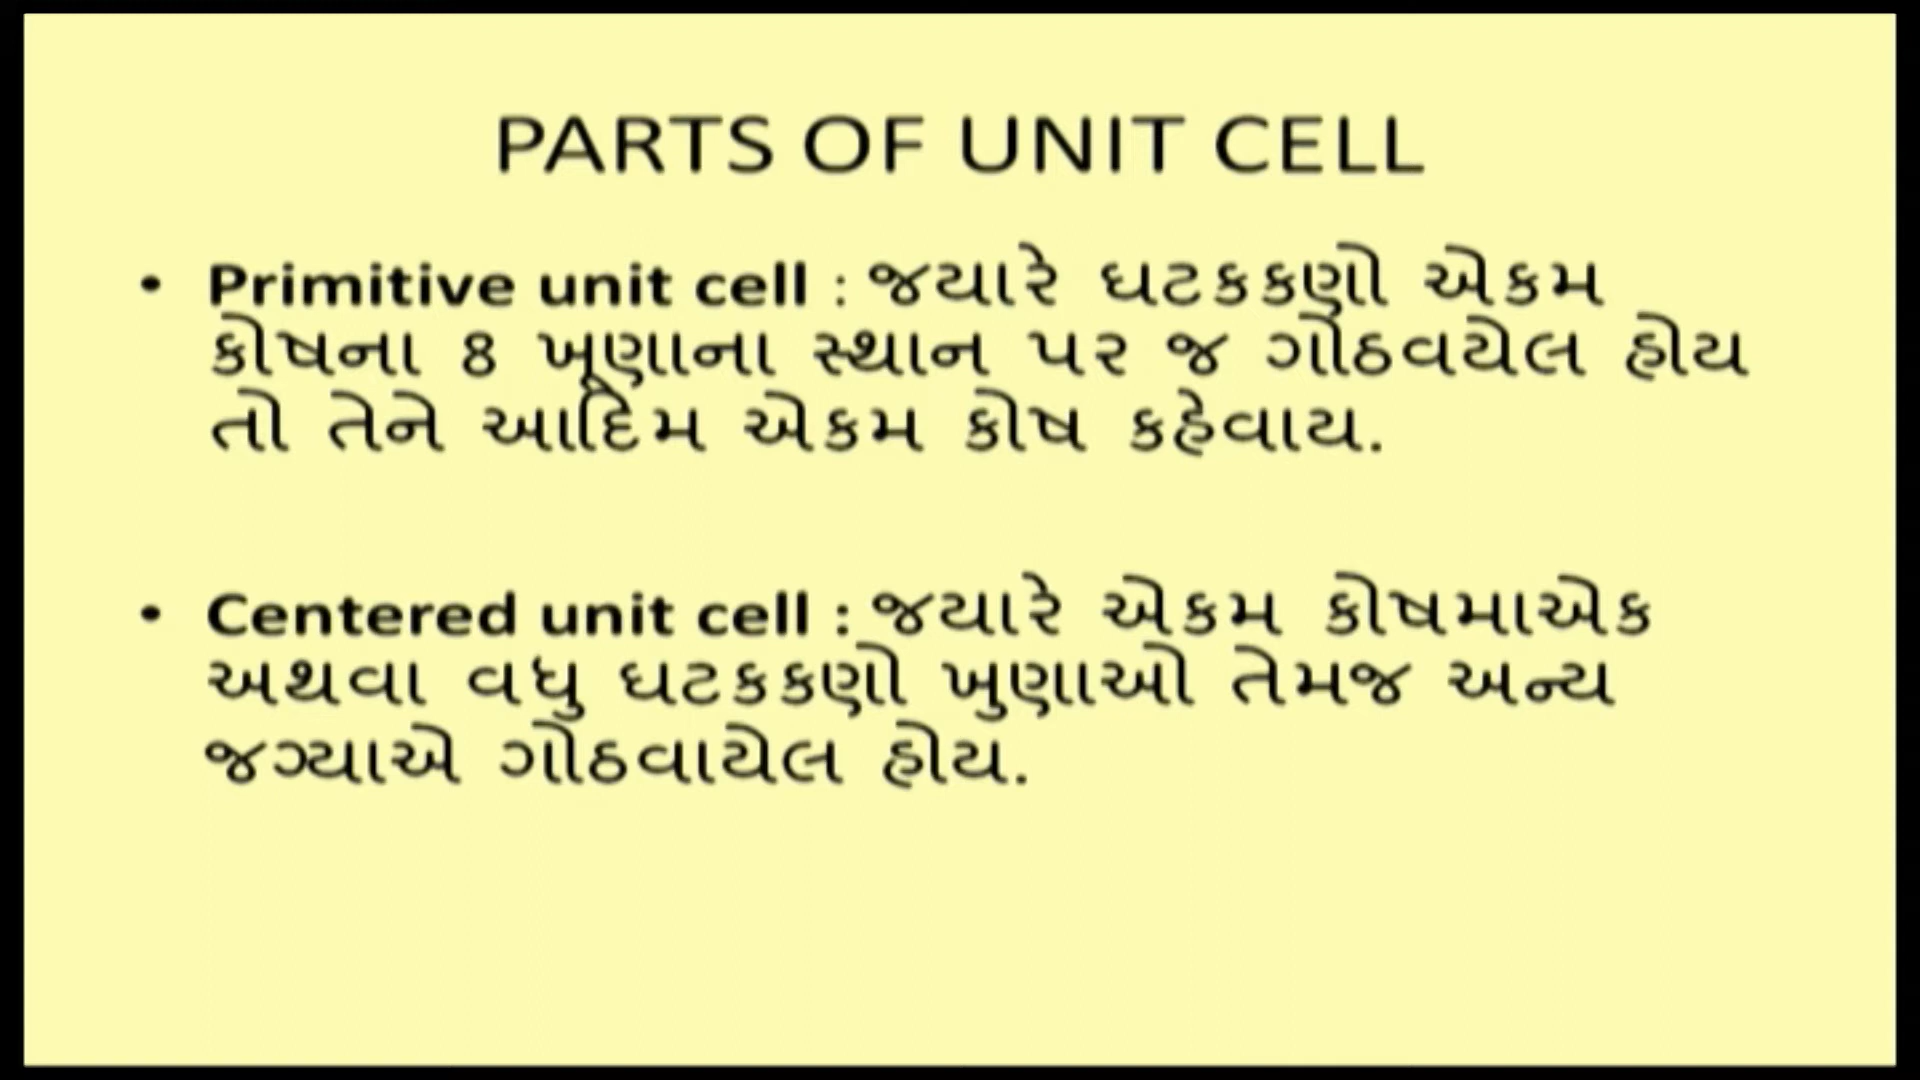 PARTS OF UNIT CELL
• Primitive unit cell : જયારે ઘટકકણો એકમ
કોષના 8 ખૂણાના સ્થાન પર જ ગોઠવયેલ હોય
તો તેને આદિમ એકમ કોષ કહેવાય.
• Centered unit cell : જયારે એકમ કોષમાએક
અથવા વધુ ઘટકકણો ખુણાઓ તેમજ અન્ય
જગ્યાએ ગોઠવાયેલ હોય.